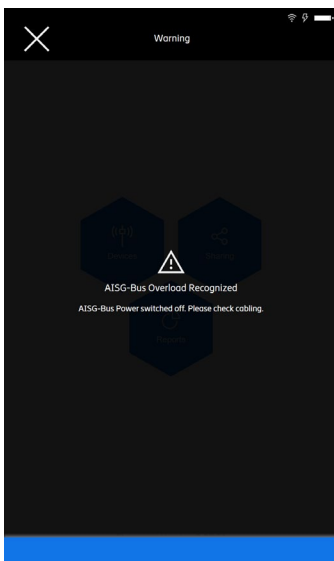 Warning
AISG-Bus Overload Recognized
AISG-Bus Power switched off. Please check cabling.